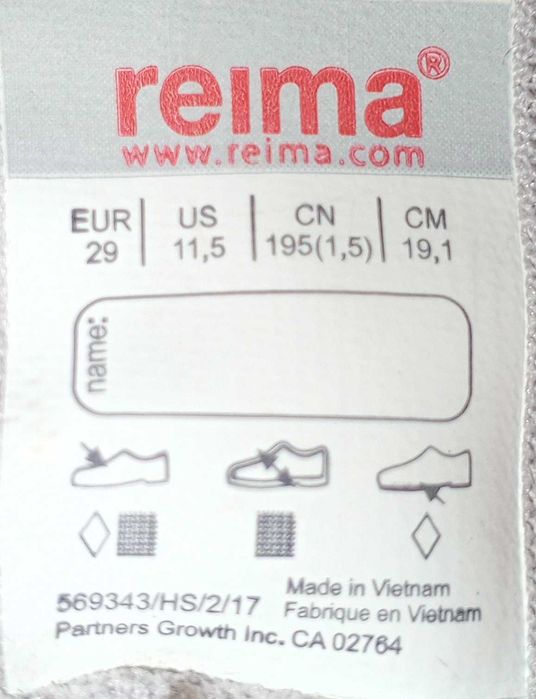 reima®
www.reima.com
EUR | US | CN | CM
29 | 11,5 | 195(1,5) | 19,1
name:
569343/HS/2/17 Made in Vietnam
Fabrique en Vietnam
Partners Growth Inc. CA 02764